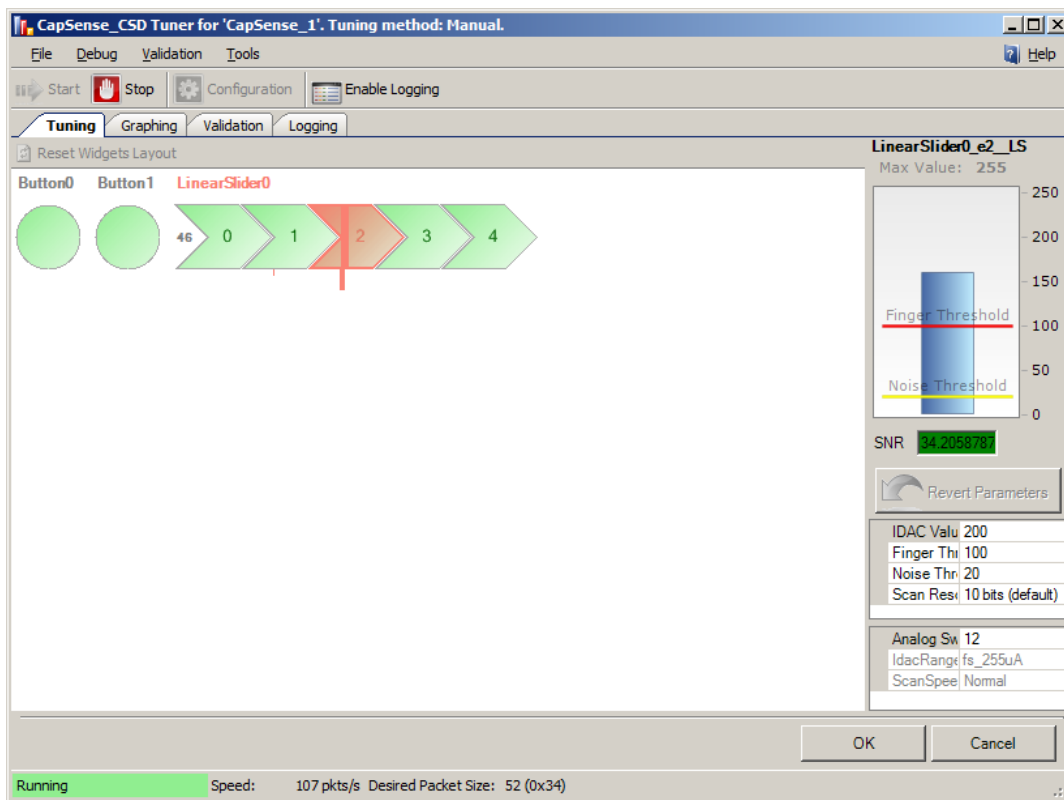 CapSense_CSD Tuner for 'CapSense_1'. Tuning method: Manual.
File Debug Validation Tools Help
Start Stop Configuration Enable Logging
Tuning Graphing Validation Logging
Reset Widgets Layout
Button0 Button1 LinearSlider0
46 0 1 2 3 4
LinearSlider0_e2__LS
Max Value: 255
250
200
150
Finger Threshold
100
50
Noise Threshold
0
SNR 34.2058787
Revert Parameters
IDAC Valu 200
Finger Thr 100
Noise Thr 20
Scan Res 10 bits (default)
Analog Sw 12
IdacRange fs_255uA
ScanSpee Normal
OK Cancel
Running Speed: 107 pkts/s Desired Packet Size: 52 (0x34)